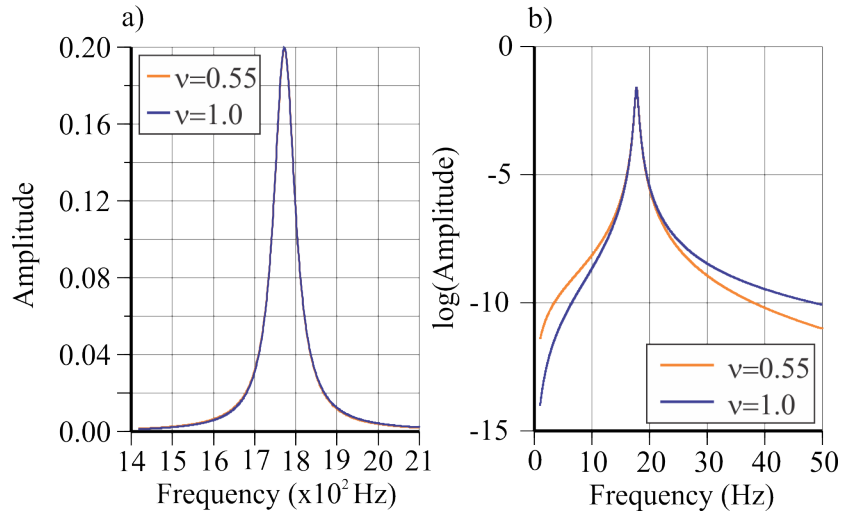 a)
Amplitude
0.20
0.16
0.12
0.08
0.04
0.00
ν=0.55
ν=1.0
14 15 16 17 18 19 20 21
Frequency (x10² Hz)
b)
log(Amplitude)
0
-5
-10
-15
ν=0.55
ν=1.0
0 10 20 30 40 50
Frequency (Hz)